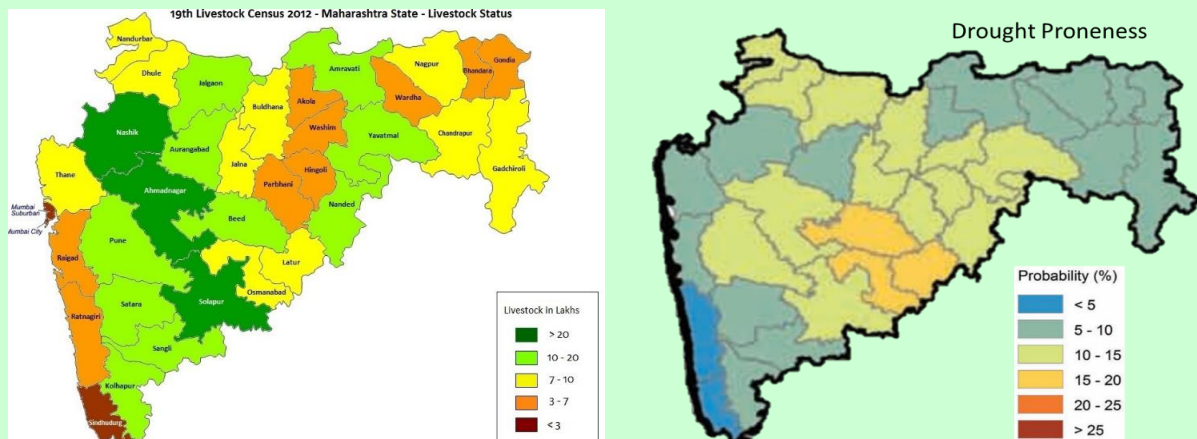 19th Livestock Census 2012 - Maharashtra State - Livestock Status
Nandurbar
Dhule
Jalgaon
Nashik
Aurangabad
Buldhana
Jalna
Akola
Washim
Amravati
Wardha
Nagpur
Bhandara
Gondia
Yavatmal
Chandrapur
Gadchiroli
Hingoli
Parbhani
Nanded
Thane
Mumbai
Suburban
Mumbai City
Ahmadnagar
Beed
Pune
Raigad
Latur
Osmanabad
Solapur
Satara
Ratnagiri
Sangli
Kolhapur
Sindhudurg
Livestock in Lakhs
> 20
10 - 20
7 - 10
3 - 7
< 3
Drought Proneness
Probability (%)
< 5
5 - 10
10 - 15
15 - 20
20 - 25
> 25